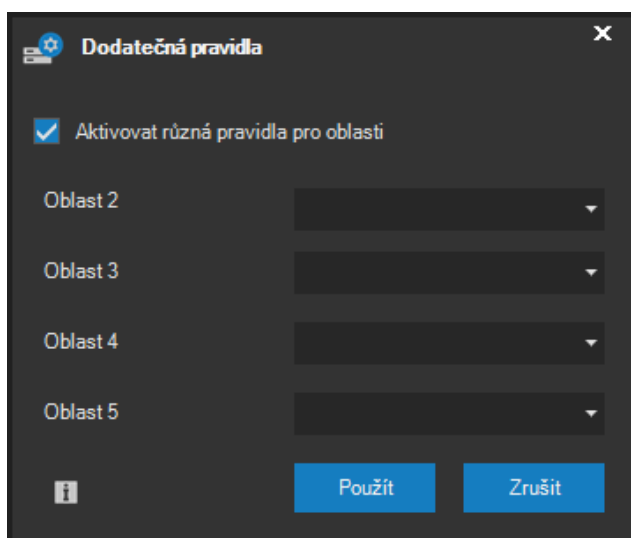 Dodatečná pravidla
Aktivovat různá pravidla pro oblasti
Oblast 2
Oblast 3
Oblast 4
Oblast 5
Použít Zrušit